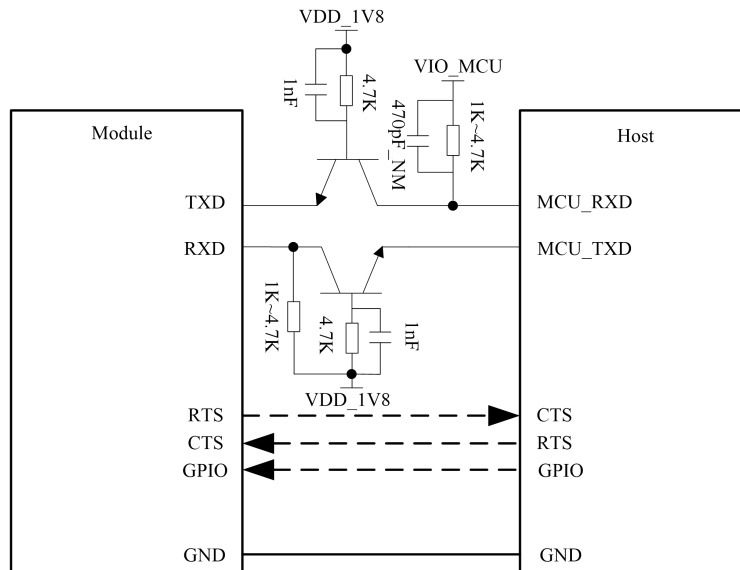 VDD_1V8
1nF
4.7K
VIO_MCU
470pF_NM
1K~4.7K
Module
Host
TXD
MCU_RXD
RXD
MCU_TXD
1K~4.7K
4.7K
1nF
VDD_1V8
RTS
CTS
CTS
RTS
GPIO
GPIO
GND
GND